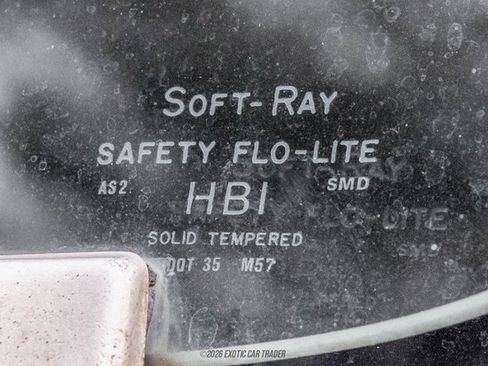 SOFT-RAY
SAFETY FLO-LITE
AS2 HBI SMD
SOLID TEMPERED
DOT 35 M57
©2026 EXOTIC CAR TRADER